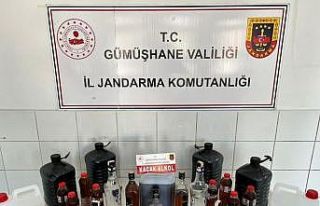 T.C.
GÜMÜŞHANE VALİLİĞİ
İL JANDARMA KOMUTANLIĞI
KAÇAK ALKOL